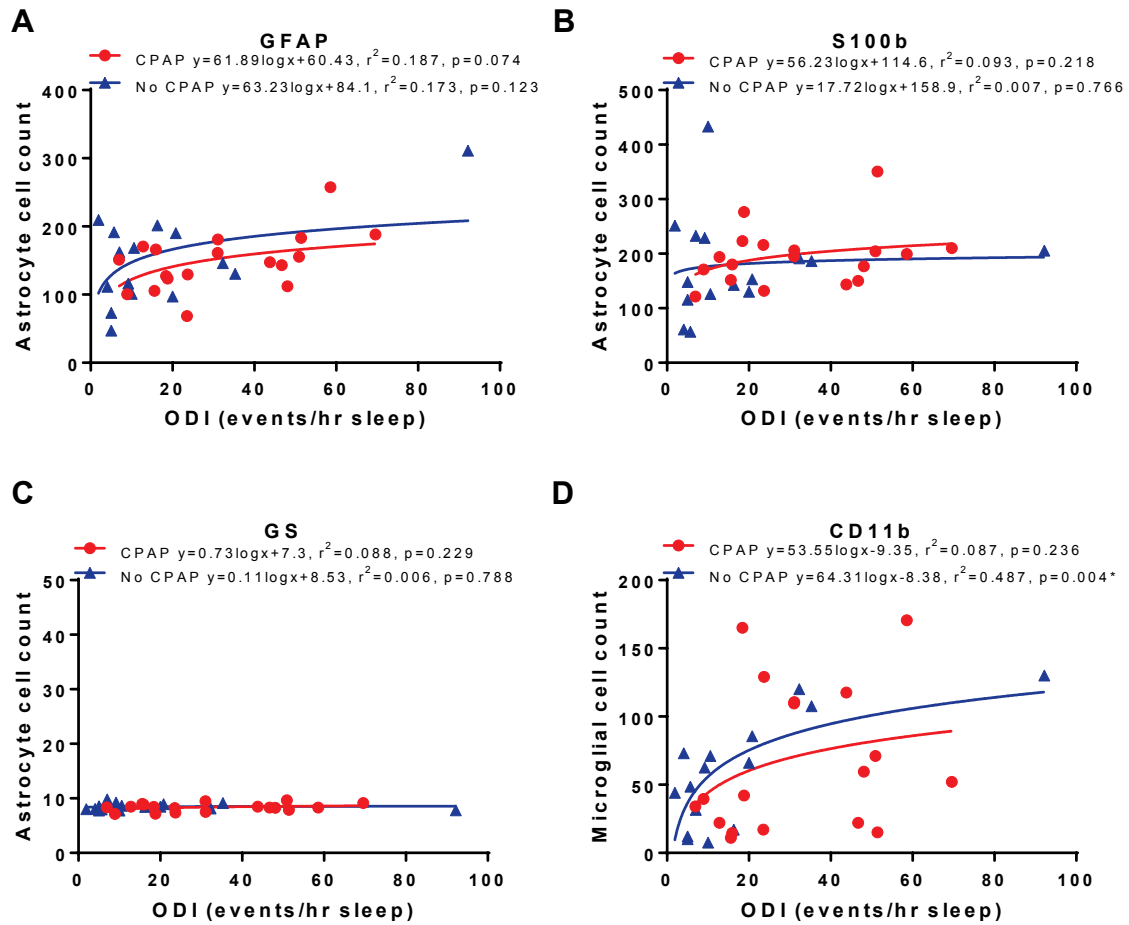 A
GFAP
CPAP y=61.89logx+60.43, r²=0.187, p=0.074
No CPAP y=63.23logx+84.1, r²=0.173, p=0.123
400
300
200
100
0
Astrocyte cell count
0 20 40 60 80 100
ODI (events/hr sleep)
B
S100b
CPAP y=56.23logx+114.6, r²=0.093, p=0.218
No CPAP y=17.72logx+158.9, r²=0.007, p=0.766
500
400
300
200
100
0
Astrocyte cell count
0 20 40 60 80 100
ODI (events/hr sleep)
C
GS
CPAP y=0.73logx+7.3, r²=0.088, p=0.229
No CPAP y=0.11logx+8.53, r²=0.006, p=0.788
50
40
30
20
10
0
Astrocyte cell count
0 20 40 60 80 100
ODI (events/hr sleep)
D
CD11b
CPAP y=53.55logx-9.35, r²=0.087, p=0.236
No CPAP y=64.31logx-8.38, r²=0.487, p=0.004*
200
150
100
50
0
Microglial cell count
0 20 40 60 80 100
ODI (events/hr sleep)